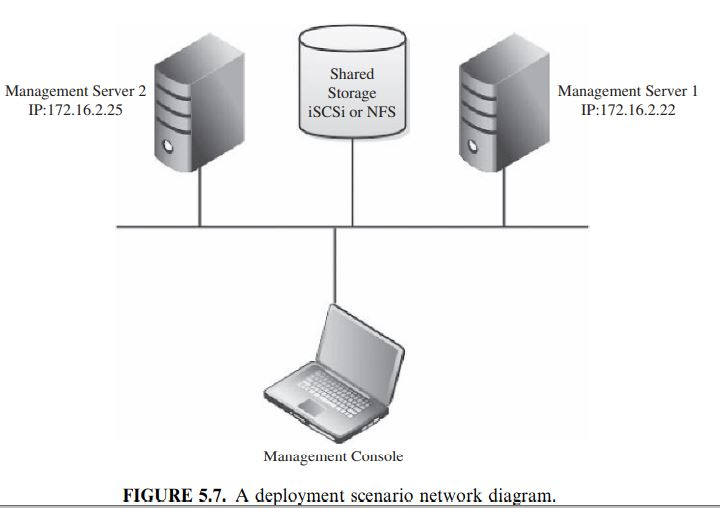 Management Server 2
IP:172.16.2.25
Shared
Storage
iSCSi or NFS
Management Server 1
IP:172.16.2.22
Management Console
FIGURE 5.7. A deployment scenario network diagram.